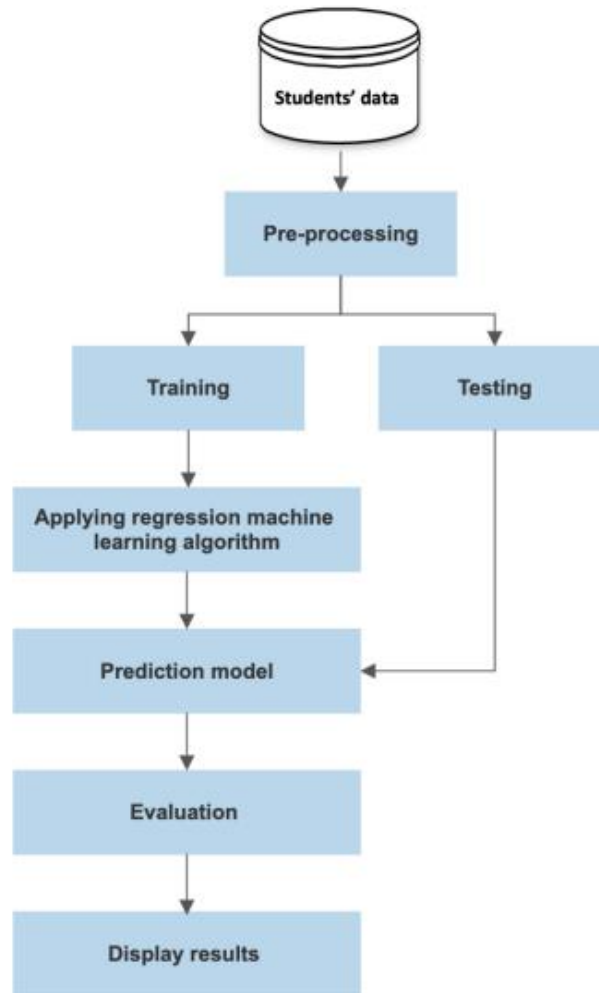 Students’ data
Pre-processing
Training
Testing
Applying regression machine
learning algorithm
Prediction model
Evaluation
Display results